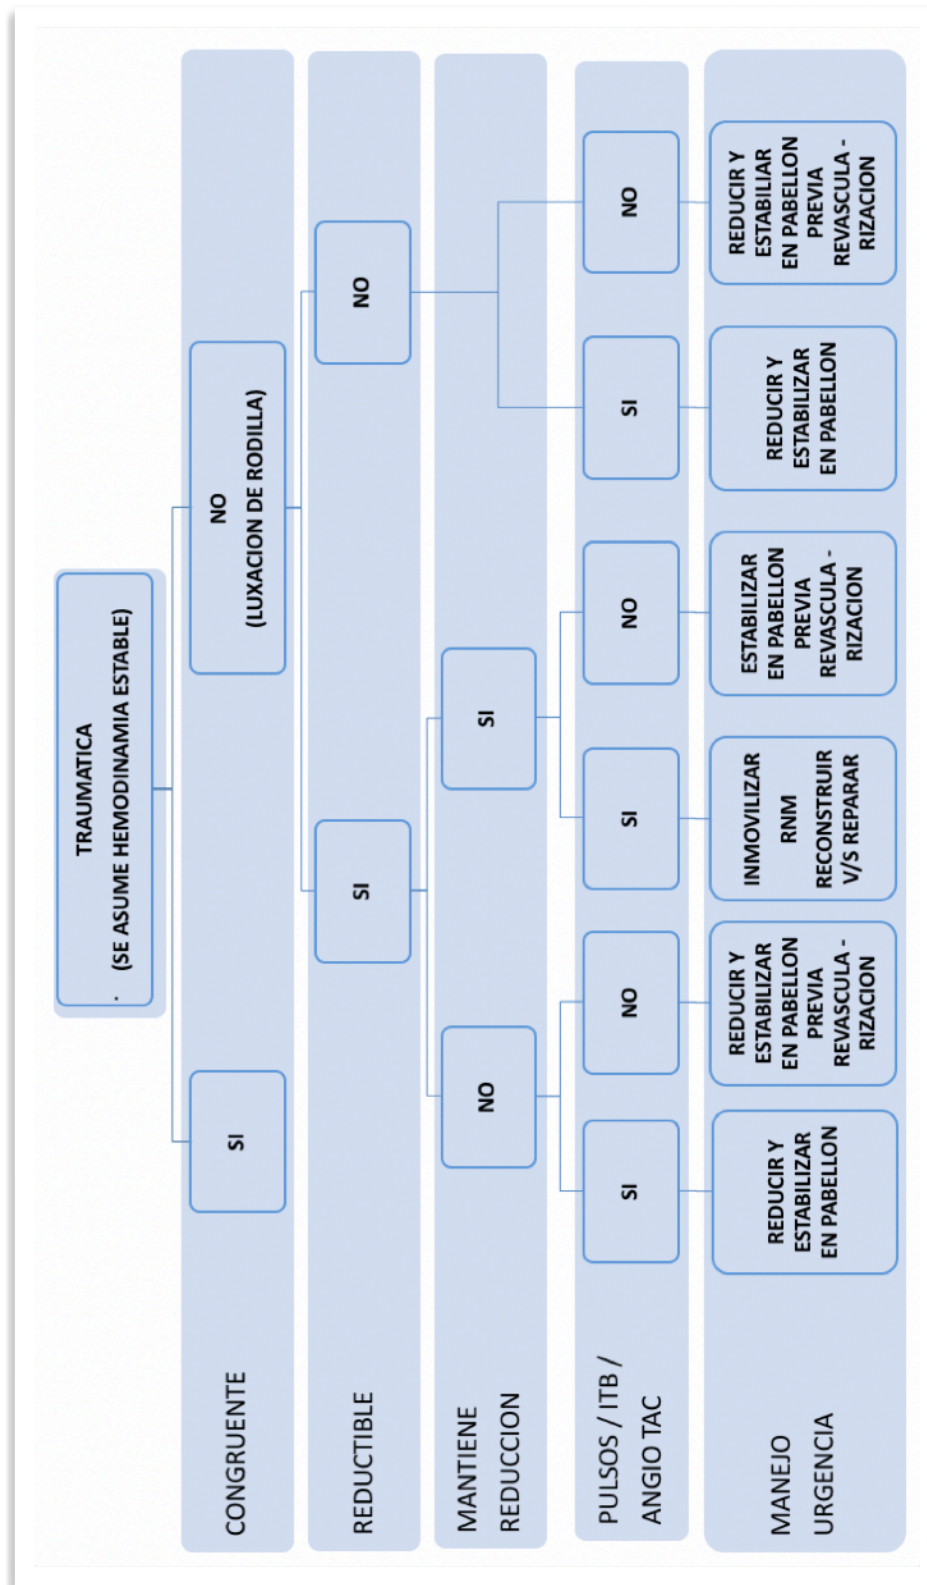 TRAUMATICA
. (SE ASUME HEMODINAMIA ESTABLE)
CONGRUENTE
SI
NO
(LUXACION DE RODILLA)
REDUCTIBLE
SI
NO
MANTIENE
REDUCCION
NO
SI
PULSOS / ITB /
ANGIO TAC
SI
NO
SI
NO
SI
NO
MANEJO
URGENCIA
REDUCIR Y
ESTABILIZAR
EN PABELLON
REDUCIR Y
ESTABILIZAR
EN PABELLON
PREVIA
REVASCULA -
RIZACION
INMOVILIZAR
RNM
RECONSTRUIR
V/S REPARAR
ESTABILIZAR
EN PABELLON
PREVIA
REVASCULA -
RIZACION
REDUCIR Y
ESTABILIZAR
EN PABELLON
REDUCIR Y
ESTABILIAR
EN PABELLON
PREVIA
REVASCULA -
RIZACION